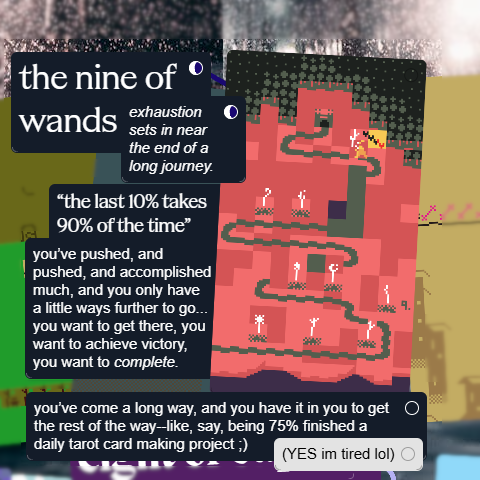 the nine of
wands
exhaustion
sets in near
the end of a
long journey.
“the last 10% takes
90% of the time”
you’ve pushed, and
pushed, and accomplished
much, and you only have
a little ways further to go...
you want to get there, you
want to achieve victory,
you want to complete.
9.
you’ve come a long way, and you have it in you to get
the rest of the way--like, say, being 75% finished a
daily tarot card making project ;)
(YES im tired lol)
eight of